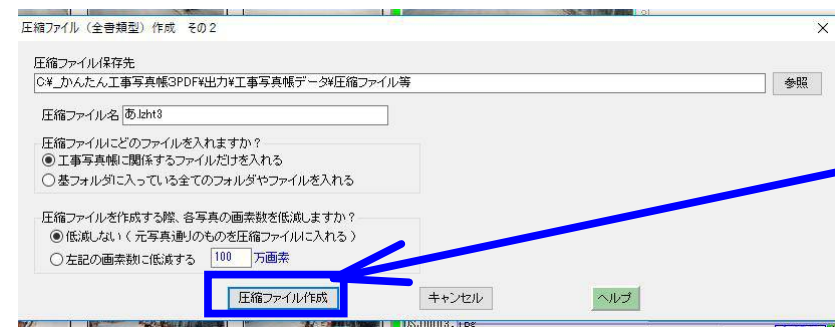 圧縮ファイル（全書類型）作成 その２
圧縮ファイル保存先
C:¥_かんたん工事写真帳3PDF¥出力¥工事写真帳データ¥圧縮ファイル等
参照
圧縮ファイル名 あ.lzht3
圧縮ファイルにどのファイルを入れますか？
工事写真帳に関係するファイルだけを入れる
基フォルダに入っている全てのフォルダやファイルを入れる
圧縮ファイルを作成する際、各写真の画素数を低減しますか？
低減しない（ 元写真通りのものを圧縮ファイルに入れる ）
左記の画素数に低減する 100 万画素
圧縮ファイル作成 キャンセル ヘルプ